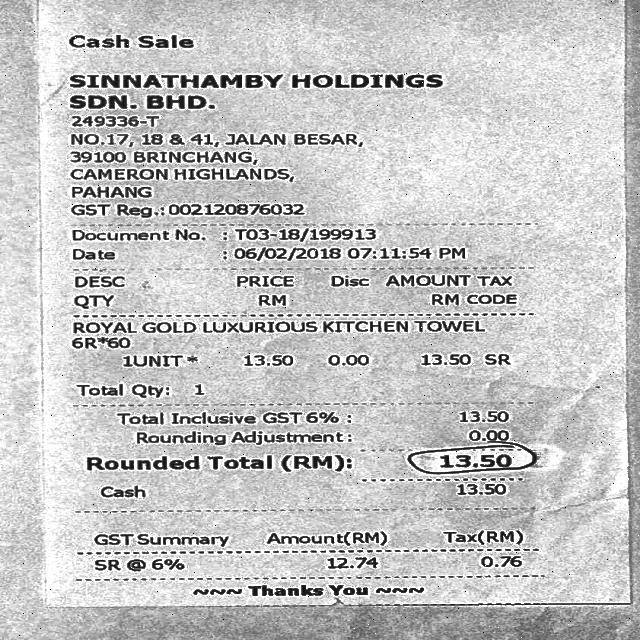 Cash Sale
SINNATHAMBY HOLDINGS
SDN. BHD.
249336-T
NO.17, 18 & 41, JALAN BESAR,
39100 BRINCHANG,
CAMERON HIGHLANDS,
PAHANG
GST Reg.: 002120876032
Document No. : T03-18/199913
Date : 06/02/2018 07:11:54 PM
DESC PRICE Disc AMOUNT TAX
QTY RM RM CODE
ROYAL GOLD LUXURIOUS KITCHEN TOWEL
6R*60
1UNIT * 13.50 0.00 13.50 SR
Total Qty: 1
Total Inclusive GST 6% : 13.50
Rounding Adjustment : 0.00
Rounded Total (RM): 13.50
Cash 13.50
GST Summary Amount(RM) Tax(RM)
SR @ 6% 12.74 0.76
~~~ Thanks You ~~~